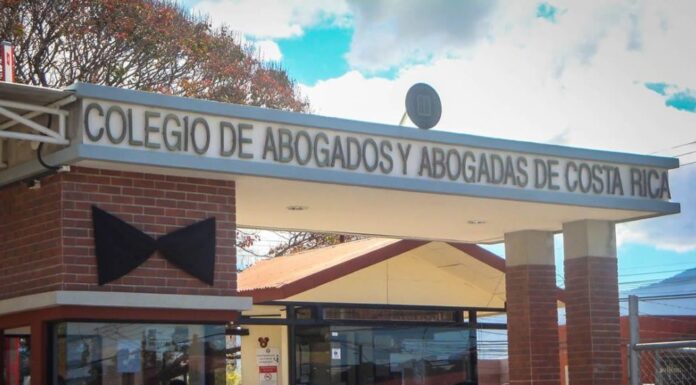 COLEGIO DE ABOGADOS Y ABOGADAS DE COSTA RICA